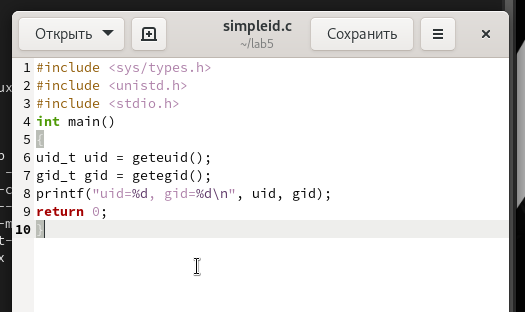 Открыть
simpleid.c
~/lab5
Сохранить
1 #include <sys/types.h>
2 #include <unistd.h>
3 #include <stdio.h>
4 int main()
5 {
6 uid_t uid = geteuid();
7 gid_t gid = getegid();
8 printf("uid=%d, gid=%d\n", uid, gid);
9 return 0;
10 }